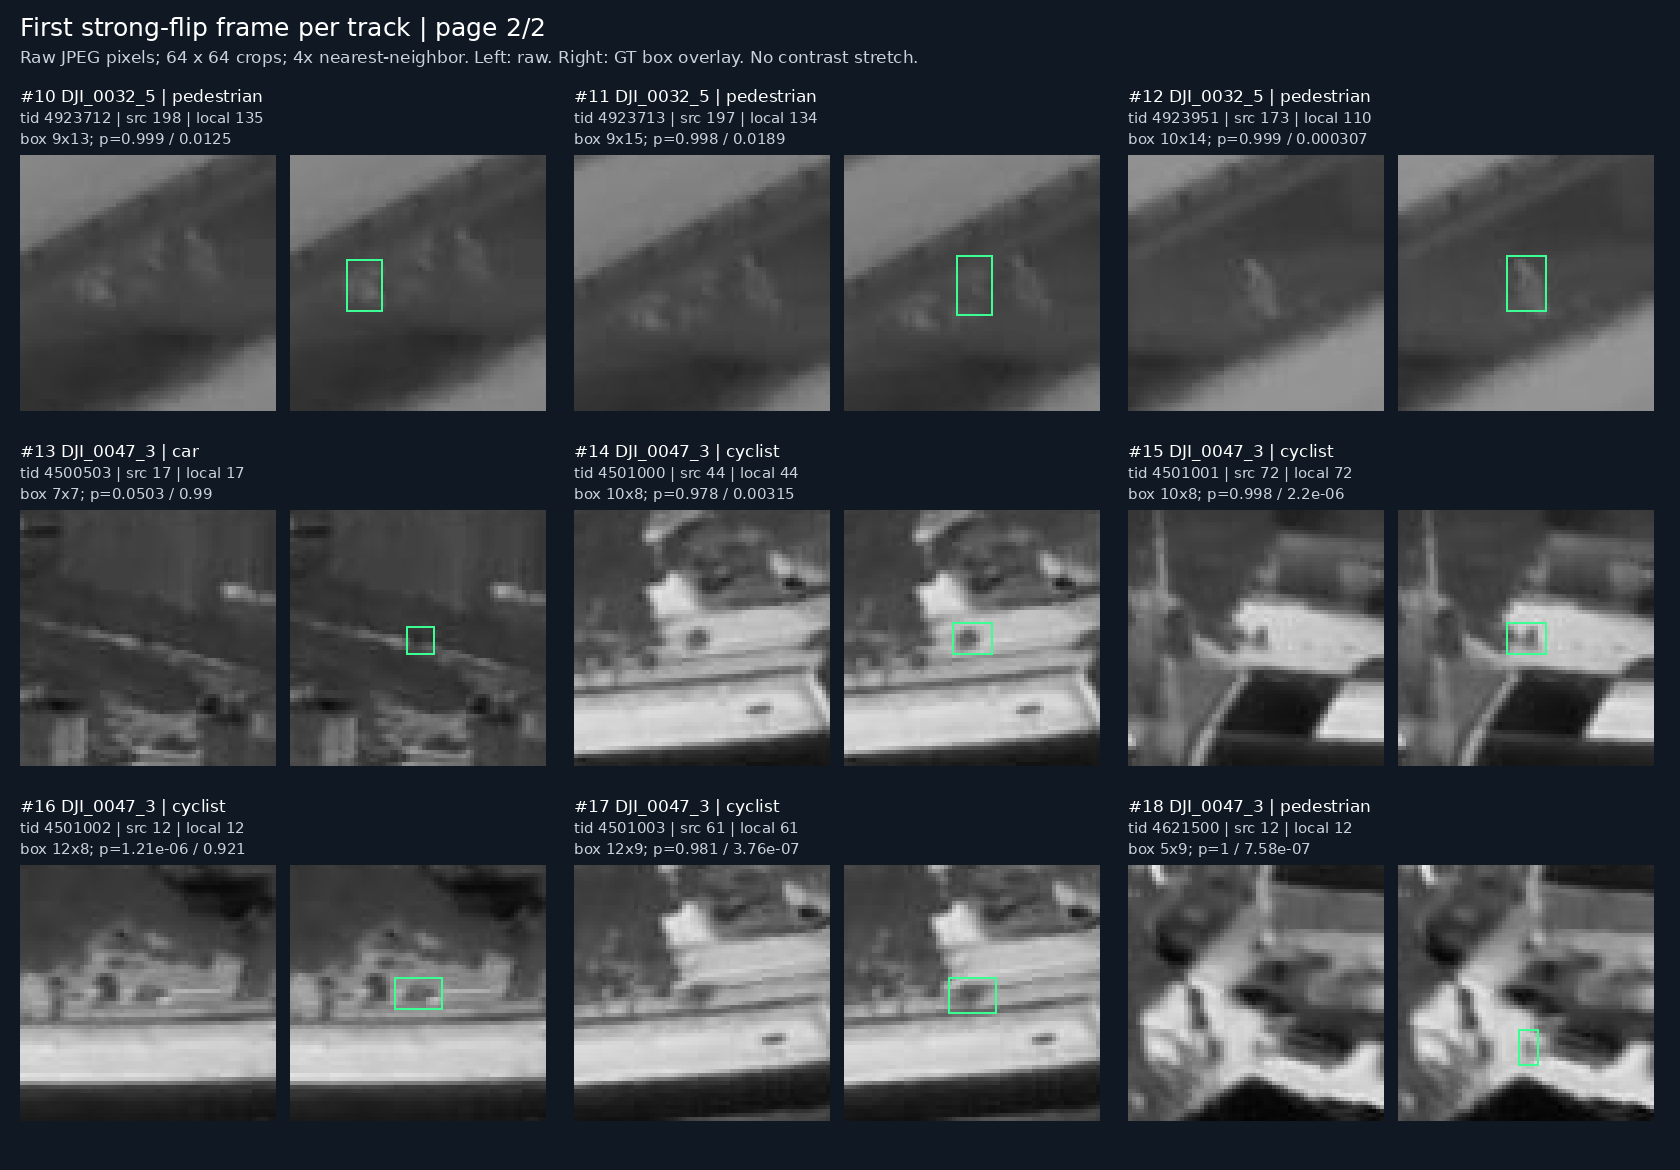 First strong-flip frame per track | page 2/2
Raw JPEG pixels; 64 x 64 crops; 4x nearest-neighbor. Left: raw. Right: GT box overlay. No contrast stretch.
#10 DJI_0032_5 | pedestrian
tid 4923712 | src 198 | local 135
box 9x13; p=0.999 / 0.0125
#11 DJI_0032_5 | pedestrian
tid 4923713 | src 197 | local 134
box 9x15; p=0.998 / 0.0189
#12 DJI_0032_5 | pedestrian
tid 4923951 | src 173 | local 110
box 10x14; p=0.999 / 0.000307
#13 DJI_0047_3 | car
tid 4500503 | src 17 | local 17
box 7x7; p=0.0503 / 0.99
#14 DJI_0047_3 | cyclist
tid 4501000 | src 44 | local 44
box 10x8; p=0.978 / 0.00315
#15 DJI_0047_3 | cyclist
tid 4501001 | src 72 | local 72
box 10x8; p=0.998 / 2.2e-06
#16 DJI_0047_3 | cyclist
tid 4501002 | src 12 | local 12
box 12x8; p=1.21e-06 / 0.921
#17 DJI_0047_3 | cyclist
tid 4501003 | src 61 | local 61
box 12x9; p=0.981 / 3.76e-07
#18 DJI_0047_3 | pedestrian
tid 4621500 | src 12 | local 12
box 5x9; p=1 / 7.58e-07